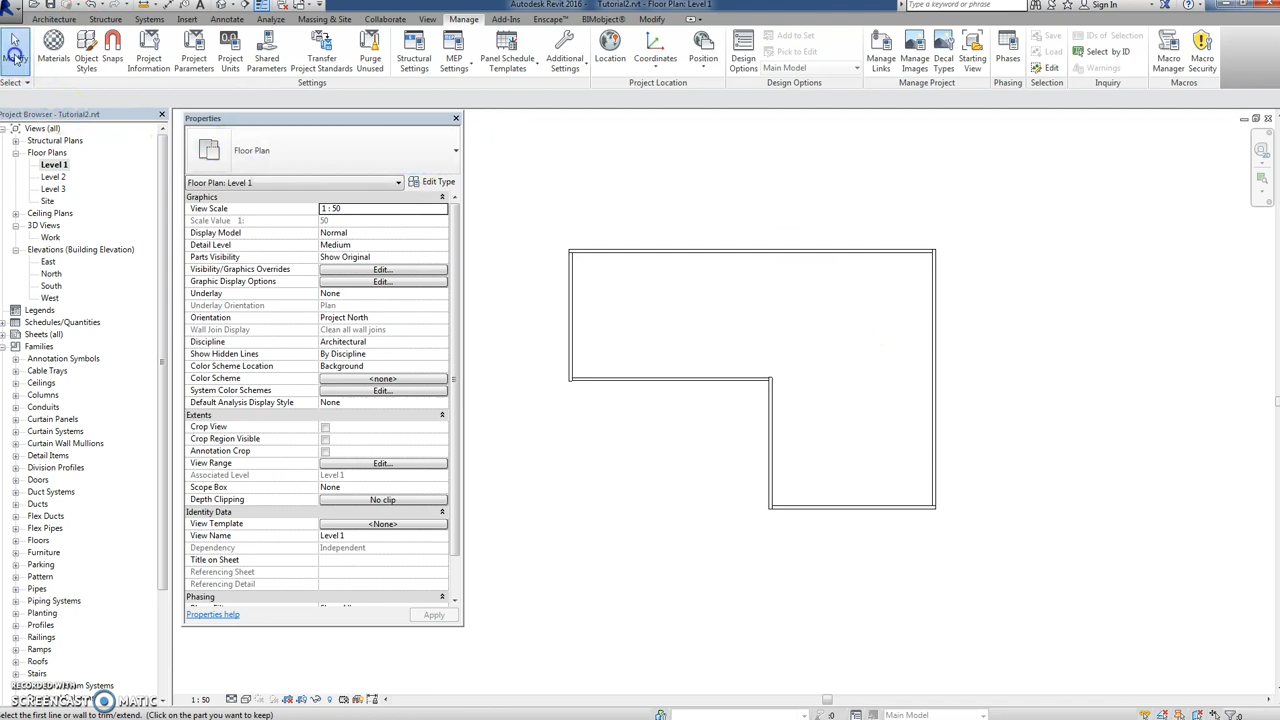 Autodesk Revit 2016 - Tutorial2.rvt - Floor Plan: Level 1
Type a keyword or phrase
Sign In
Architecture Structure Systems Insert Annotate Analyze Massing & Site Collaborate View Manage Add-Ins Enscape™ BIMobject® Modify
Materials
Object Styles
Snaps
Project Information
Project Parameters
Project Units
Shared Parameters
Transfer Project Standards
Purge Unused
Structural Settings
MEP Settings
Panel Schedule Templates
Additional Settings
Location
Coordinates
Position
Design Options
Add to Set
Pick to Edit
Main Model
Manage Links
Manage Images
Decal Types
Starting View
Phases
Save
Load
Edit
IDs of Selection
Select by ID
Warnings
Macro Manager
Macro Security
Select Settings Project Location Design Options Manage Project Phasing Selection Inquiry Macros
Project Browser - Tutorial2.rvt
Views (all)
Structural Plans
Floor Plans
Level 1
Level 2
Level 3
Site
Ceiling Plans
3D Views
Work
Elevations (Building Elevation)
East
North
South
West
Legends
Schedules/Quantities
Sheets (all)
Families
Annotation Symbols
Cable Trays
Ceilings
Columns
Conduits
Curtain Panels
Curtain Systems
Curtain Wall Mullions
Detail Items
Division Profiles
Doors
Duct Systems
Ducts
Flex Ducts
Flex Pipes
Floors
Furniture
Parking
Pattern
Pipes
Piping Systems
Planting
Profiles
Railings
Ramps
Roofs
Stairs
Properties
Floor Plan
Floor Plan: Level 1 Edit Type
Graphics
View Scale 1 : 50
Scale Value 1: 50
Display Model Normal
Detail Level Medium
Parts Visibility Show Original
Visibility/Graphics Overrides Edit...
Graphic Display Options Edit...
Underlay None
Underlay Orientation Plan
Orientation Project North
Wall Join Display Clean all wall joins
Discipline Architectural
Show Hidden Lines By Discipline
Color Scheme Location Background
Color Scheme <none>
System Color Schemes Edit...
Default Analysis Display Style None
Extents
Crop View
Crop Region Visible
Annotation Crop
View Range Edit...
Associated Level Level 1
Scope Box None
Depth Clipping No clip
Identity Data
View Template <None>
View Name Level 1
Dependency Independent
Title on Sheet
Referencing Sheet
Referencing Detail
Phasing
Properties help
Apply
RECORDED WITH
SCREENCAST MATIC
1 : 50
Select the first line or wall to trim/extend. (Click on the part you want to keep)
:0
Main Model
:0